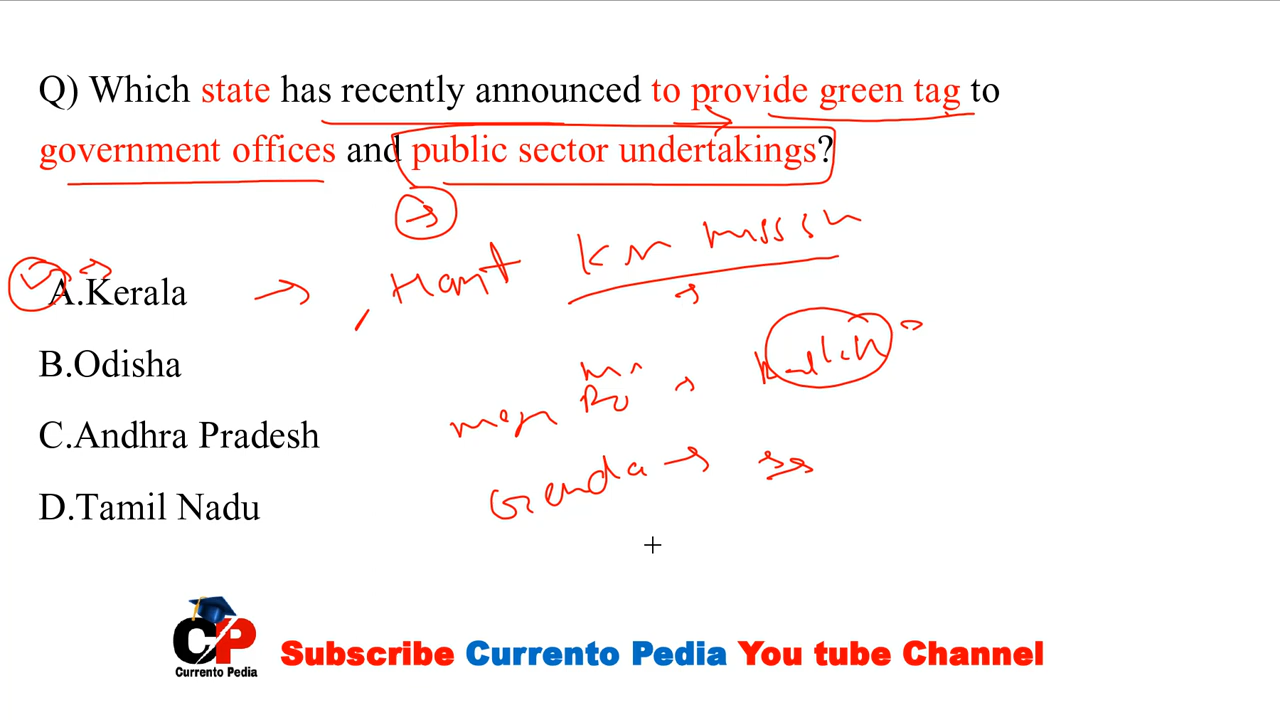 Q) Which state has recently announced to provide green tag to
government offices and public sector undertakings?
A.Kerala
B.Odisha
C.Andhra Pradesh
D.Tamil Nadu
CP
Currento Pedia
Subscribe Currento Pedia You tube Channel